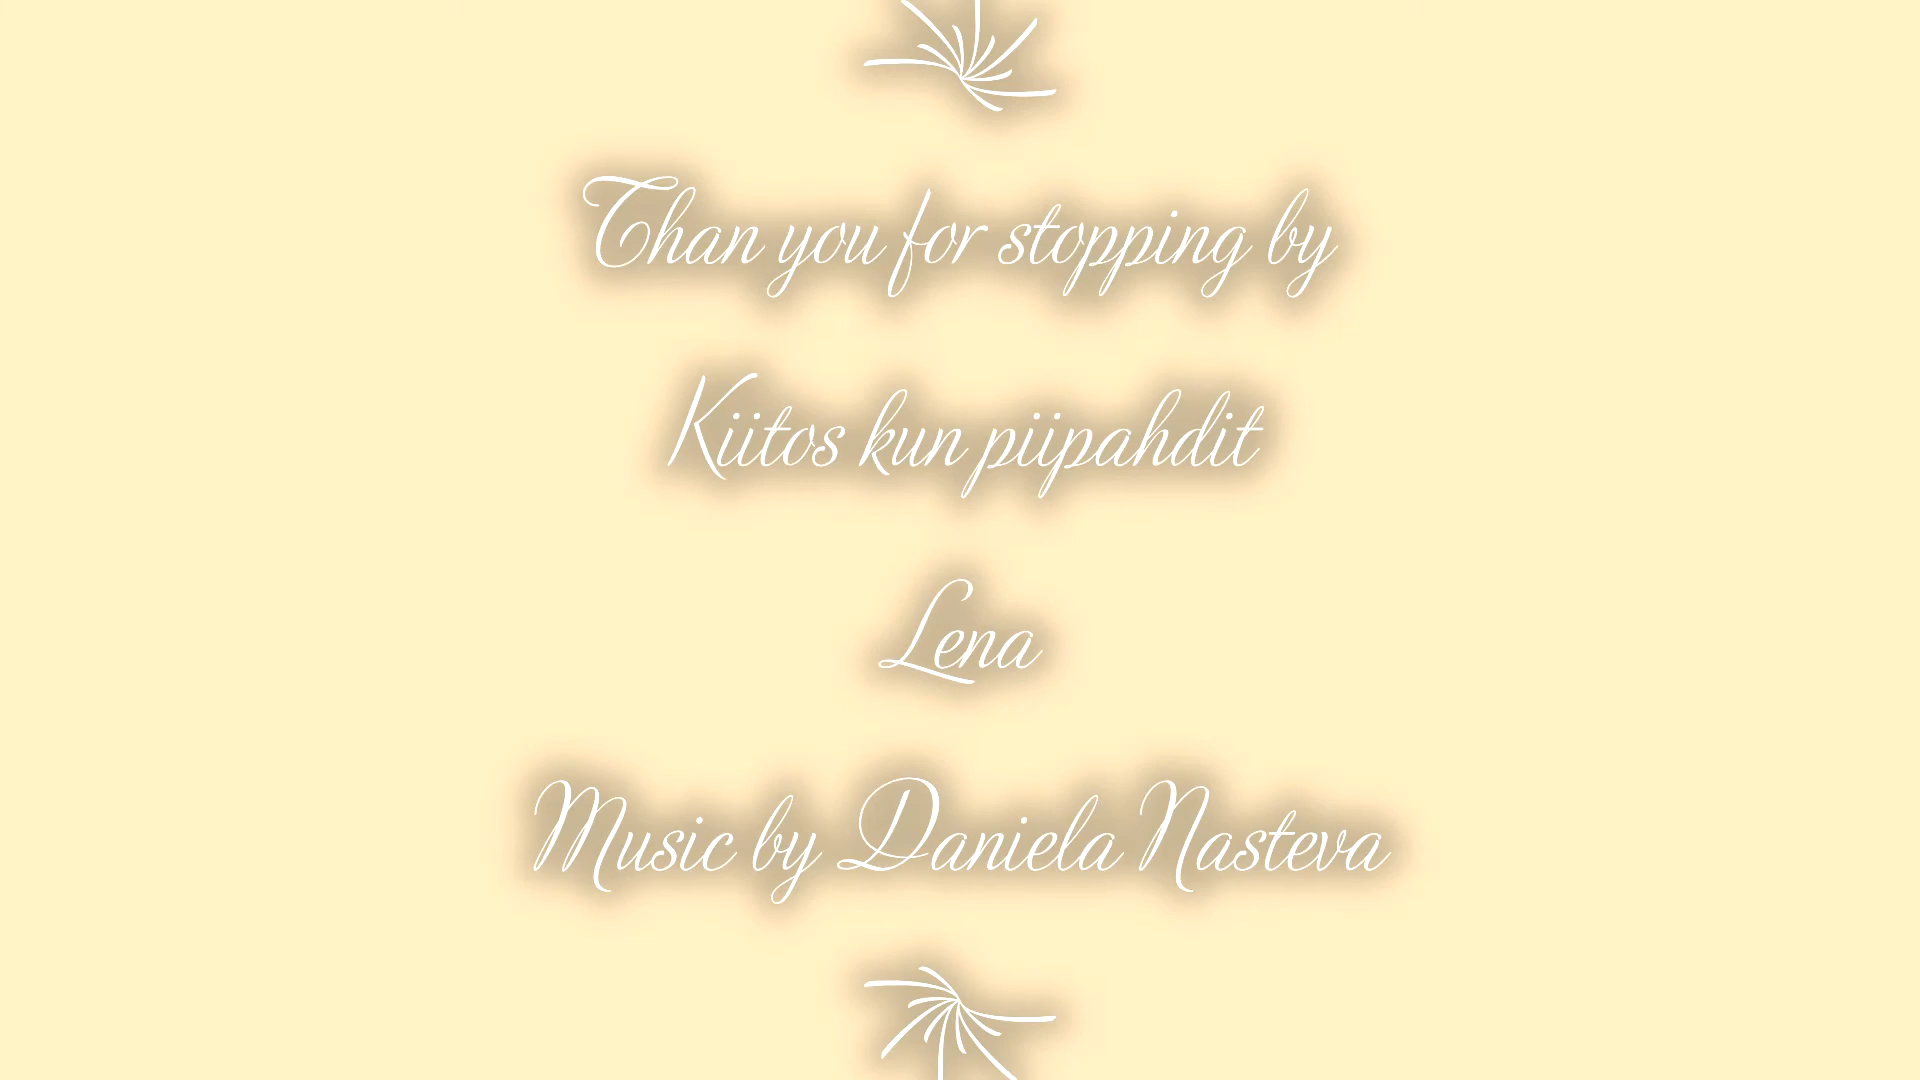 Than you for stopping by
Kiitos kun piipahdit
Lena
Music by Daniela Nasteva